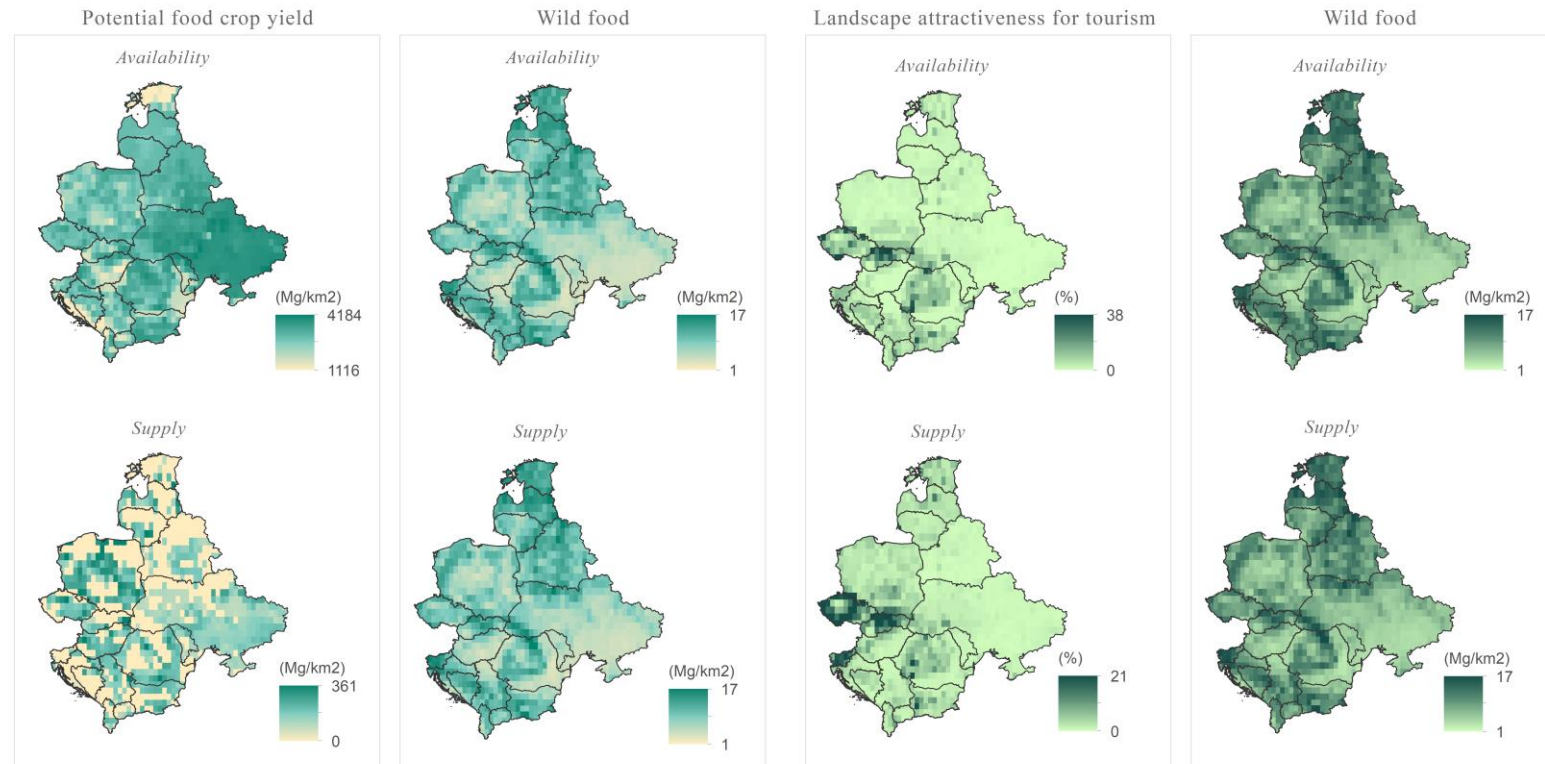 Potential food crop yield
Availability
(Mg/km2)
4184
1116
Supply
(Mg/km2)
361
0
Wild food
Availability
(Mg/km2)
17
1
Supply
(Mg/km2)
17
1
Landscape attractiveness for tourism
Availability
(%)
38
0
Supply
(%)
21
0
Wild food
Availability
(Mg/km2)
17
1
Supply
(Mg/km2)
17
1